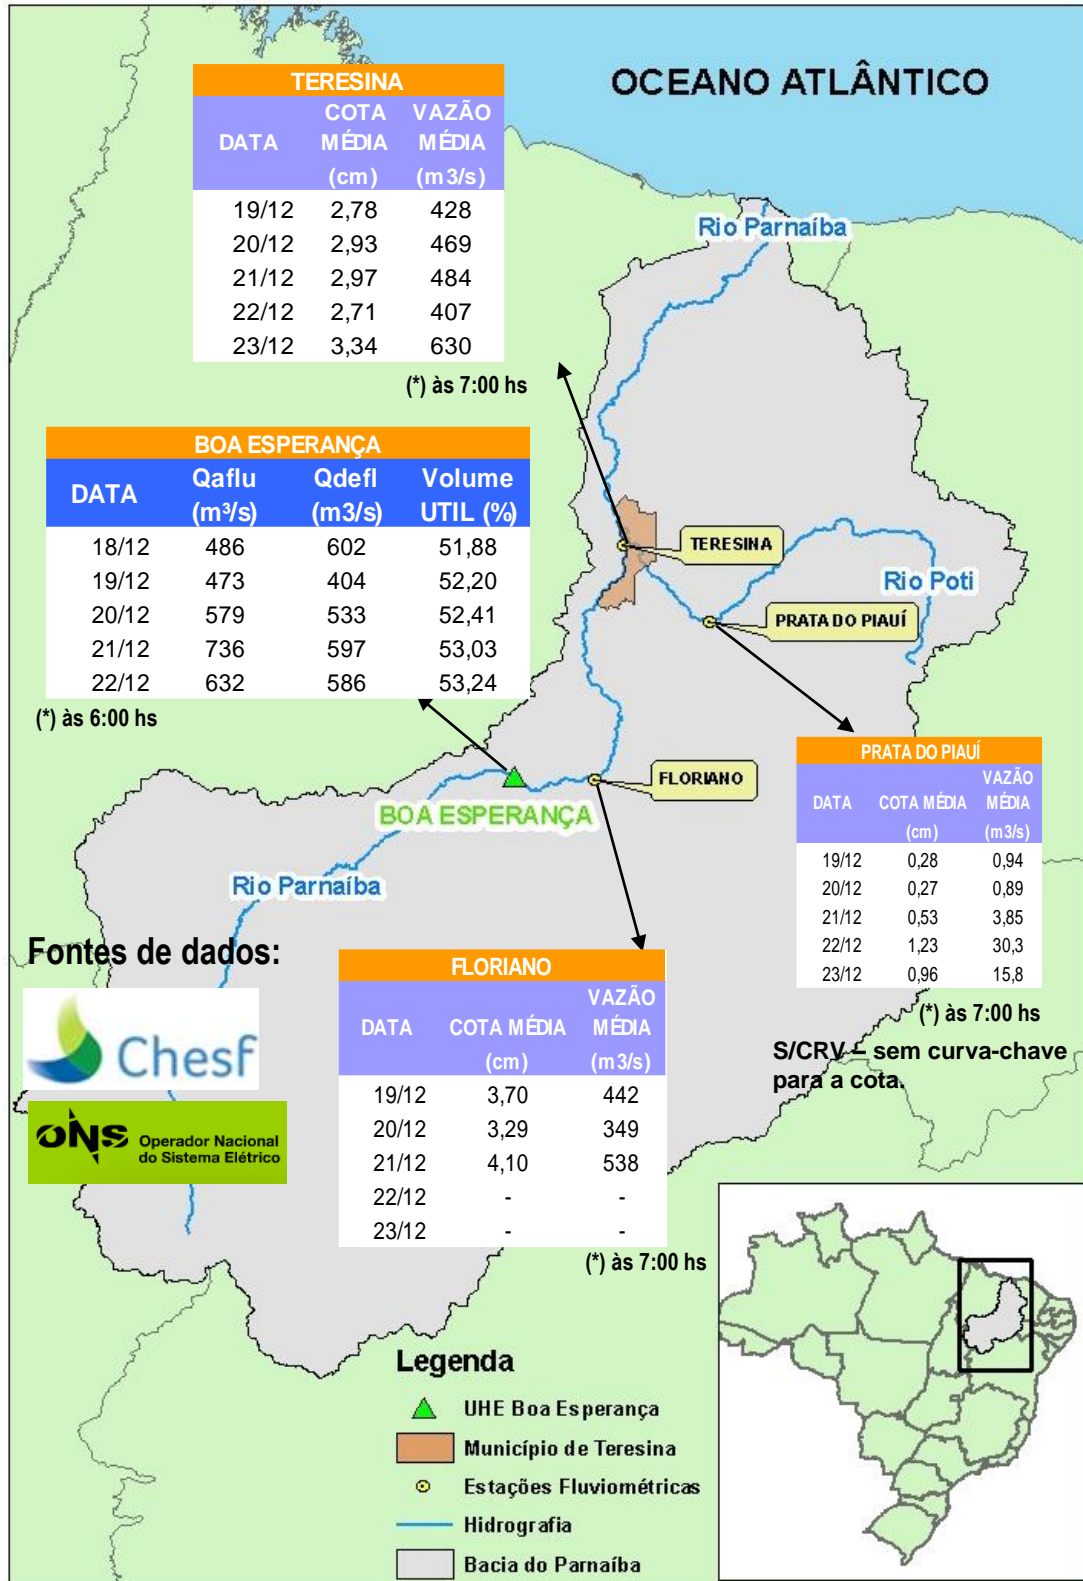 OCEANO ATLÂNTICO
TERESINA
DATA COTA MÉDIA (cm) VAZÃO MÉDIA (m3/s)
19/12 2,78 428
20/12 2,93 469
21/12 2,97 484
22/12 2,71 407
23/12 3,34 630
(*) às 7:00 hs
Rio Parnaíba
BOA ESPERANÇA
DATA Qaflu (m³/s) Qdefl (m3/s) Volume UTIL (%)
18/12 486 602 51,88
19/12 473 404 52,20
20/12 579 533 52,41
21/12 736 597 53,03
22/12 632 586 53,24
(*) às 6:00 hs
TERESINA
Rio Poti
PRATA DO PIAUÍ
FLORIANO
BOA ESPERANÇA
Rio Parnaíba
PRATA DO PIAUÍ
DATA COTA MÉDIA (cm) VAZÃO MÉDIA (m3/s)
19/12 0,28 0,94
20/12 0,27 0,89
21/12 0,53 3,85
22/12 1,23 30,3
23/12 0,96 15,8
(*) às 7:00 hs
S/CRV – sem curva-chave
para a cota.
Fontes de dados:
Chesf
ONS Operador Nacional
do Sistema Elétrico
FLORIANO
DATA COTA MÉDIA (cm) VAZÃO MÉDIA (m3/s)
19/12 3,70 442
20/12 3,29 349
21/12 4,10 538
22/12 - -
23/12 - -
(*) às 7:00 hs
Legenda
UHE Boa Esperança
Município de Teresina
Estações Fluviométricas
Hidrografia
Bacia do Parnaíba